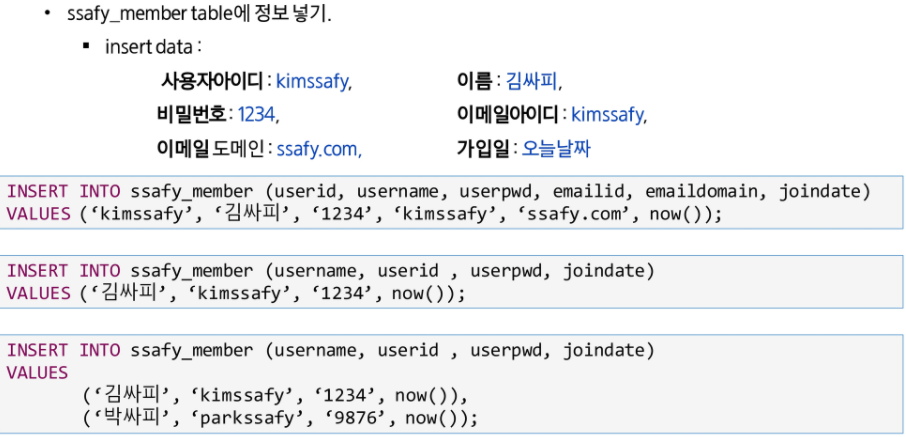 • ssafy_member table에 정보 넣기.
▪ insert data :
사용자아이디 : kimssafy, 이름 : 김싸피,
비밀번호 : 1234, 이메일아이디 : kimssafy,
이메일 도메인 : ssafy.com, 가입일 : 오늘날짜
INSERT INTO ssafy_member (userid, username, userpwd, emailid, emaildomain, joindate)
VALUES (‘kimssafy’, ‘김싸피’, ‘1234’, ‘kimssafy’, ‘ssafy.com’, now());
INSERT INTO ssafy_member (username, userid , userpwd, joindate)
VALUES (‘김싸피’, ‘kimssafy’, ‘1234’, now());
INSERT INTO ssafy_member (username, userid , userpwd, joindate)
VALUES
(‘김싸피’, ‘kimssafy’, ‘1234’, now()),
(‘박싸피’, ‘parkssafy’, ‘9876’, now());